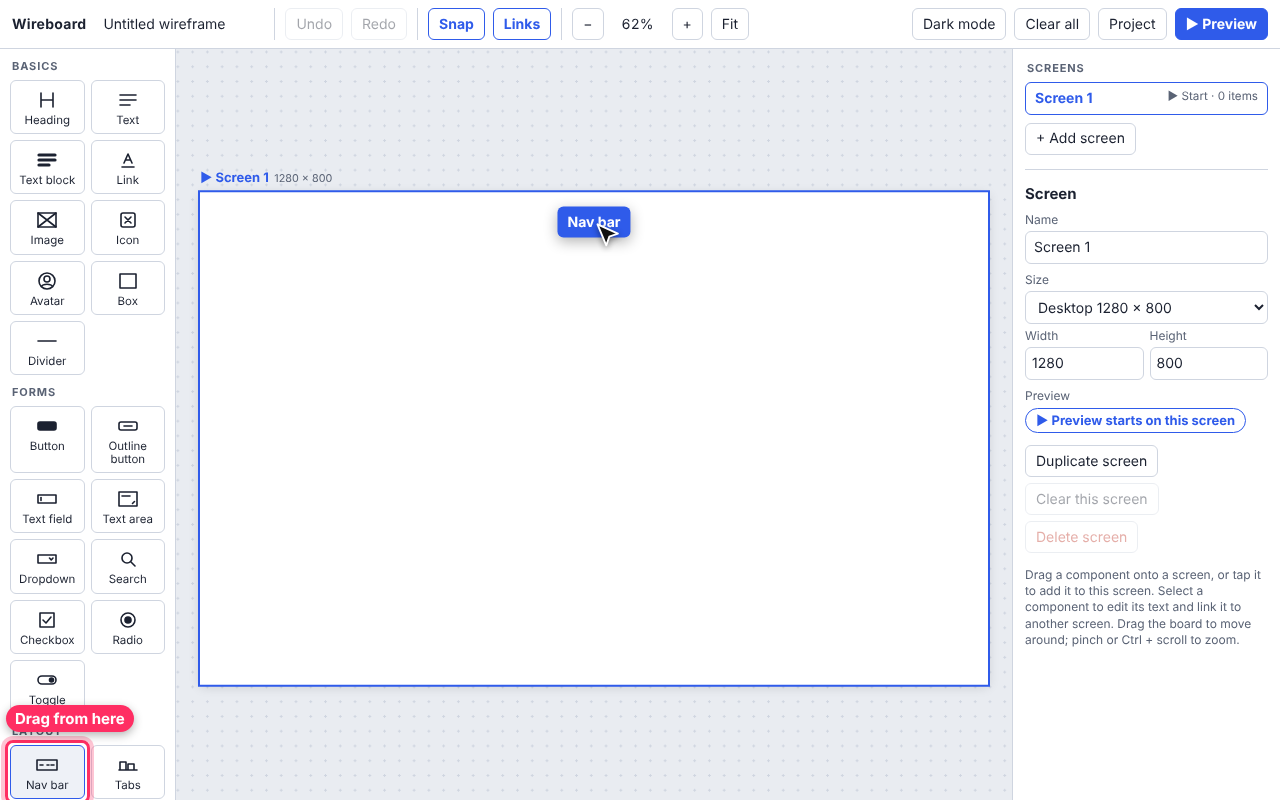 Wireboard
Untitled wireframe
Undo
Redo
Snap
Links
−
62%
+
Fit
Dark mode
Clear all
Project
▶ Preview
BASICS
Heading
Text
Text block
Link
Image
Icon
Avatar
Box
Divider
FORMS
Button
Outline button
Text field
Text area
Dropdown
Search
Checkbox
Radio
Toggle
Drag from here
LAYOUT
Nav bar
Tabs
▶ Screen 1 1280 × 800
Nav bar
SCREENS
Screen 1
▶ Start · 0 items
+ Add screen
Screen
Name
Screen 1
Size
Desktop 1280 × 800
Width
Height
1280
800
Preview
▶ Preview starts on this screen
Duplicate screen
Clear this screen
Delete screen
Drag a component onto a screen, or tap it
to add it to this screen. Select a
component to edit its text and link it to
another screen. Drag the board to move
around; pinch or Ctrl + scroll to zoom.